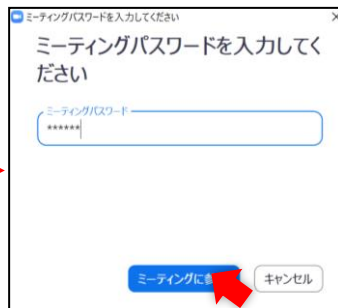 ミーティングパスワードを入力してください
ミーティングパスワードを入力してく
ださい
ミーティングパスワード
******
ミーティングに参
キャンセル